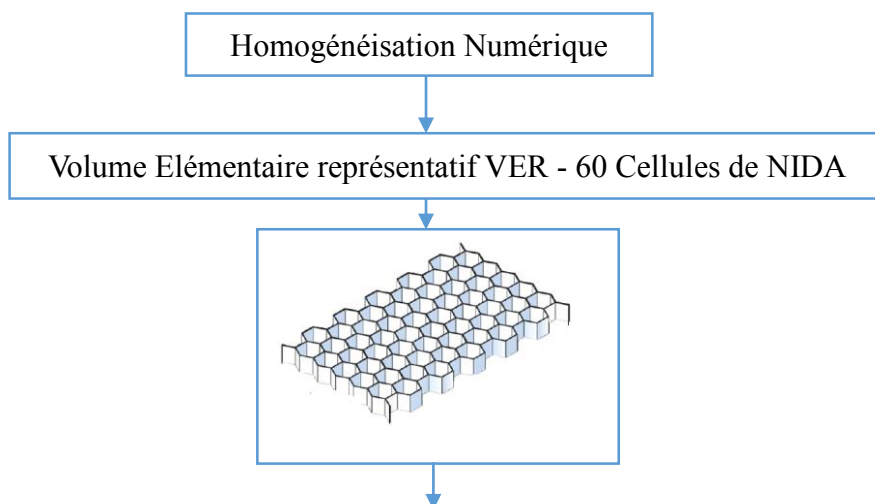 Homogénéisation Numérique
Volume Elémentaire représentatif VER - 60 Cellules de NIDA